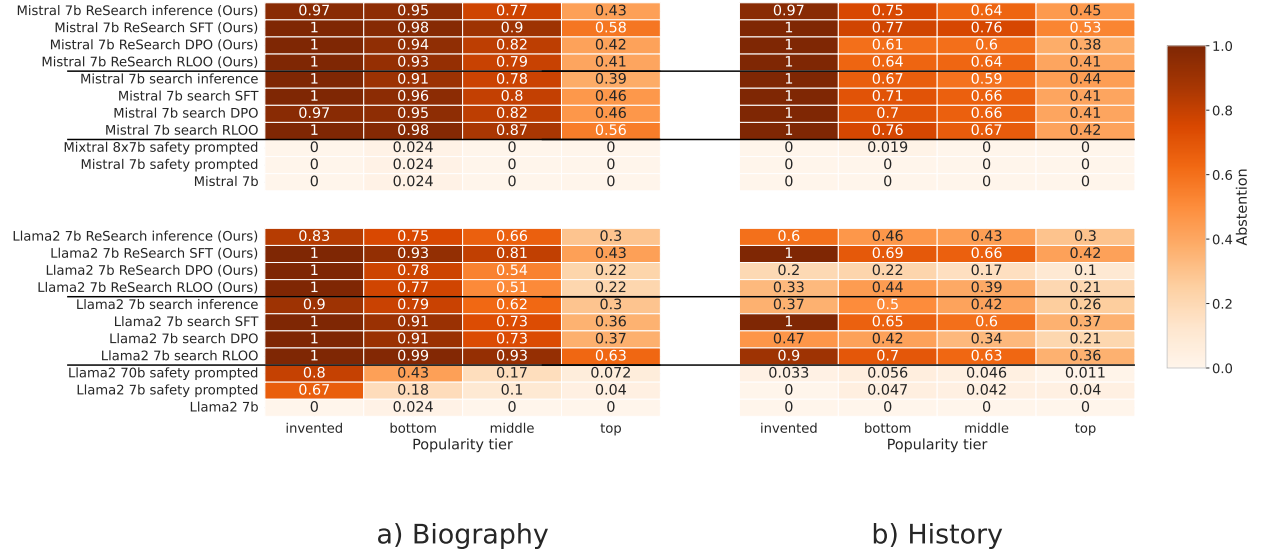 Mistral 7b ReSearch inference (Ours) 0.97 0.95 0.77 0.43 0.97 0.75 0.64 0.45
Mistral 7b ReSearch SFT (Ours) 1 0.98 0.9 0.58 1 0.77 0.76 0.53
Mistral 7b ReSearch DPO (Ours) 1 0.94 0.82 0.42 1 0.61 0.6 0.38
Mistral 7b ReSearch RLOO (Ours) 1 0.93 0.79 0.41 1 0.64 0.64 0.41
Mistral 7b search inference 1 0.91 0.78 0.39 1 0.67 0.59 0.44
Mistral 7b search SFT 1 0.96 0.8 0.46 1 0.71 0.66 0.41
Mistral 7b search DPO 0.97 0.95 0.82 0.46 1 0.7 0.66 0.41
Mistral 7b search RLOO 1 0.98 0.87 0.56 1 0.76 0.67 0.42
Mixtral 8x7b safety prompted 0 0.024 0 0 0 0.019 0 0
Mistral 7b safety prompted 0 0.024 0 0 0 0 0 0
Mistral 7b 0 0.024 0 0 0 0 0 0
Llama2 7b ReSearch inference (Ours) 0.83 0.75 0.66 0.3 0.6 0.46 0.43 0.3
Llama2 7b ReSearch SFT (Ours) 1 0.93 0.81 0.43 1 0.69 0.66 0.42
Llama2 7b ReSearch DPO (Ours) 1 0.78 0.54 0.22 0.2 0.22 0.17 0.1
Llama2 7b ReSearch RLOO (Ours) 1 0.77 0.51 0.22 0.33 0.44 0.39 0.21
Llama2 7b search inference 0.9 0.79 0.62 0.3 0.37 0.5 0.42 0.26
Llama2 7b search SFT 1 0.91 0.73 0.36 1 0.65 0.6 0.37
Llama2 7b search DPO 1 0.91 0.73 0.37 0.47 0.42 0.34 0.21
Llama2 7b search RLOO 1 0.99 0.93 0.63 0.9 0.7 0.63 0.36
Llama2 70b safety prompted 0.8 0.43 0.17 0.072 0.033 0.056 0.046 0.011
Llama2 7b safety prompted 0.67 0.18 0.1 0.04 0 0.047 0.042 0.04
Llama2 7b 0 0.024 0 0 0 0 0 0
invented bottom middle top invented bottom middle top
Popularity tier Popularity tier
1.0
0.8
0.6
0.4
0.2
0.0
Abstention
a) Biography b) History